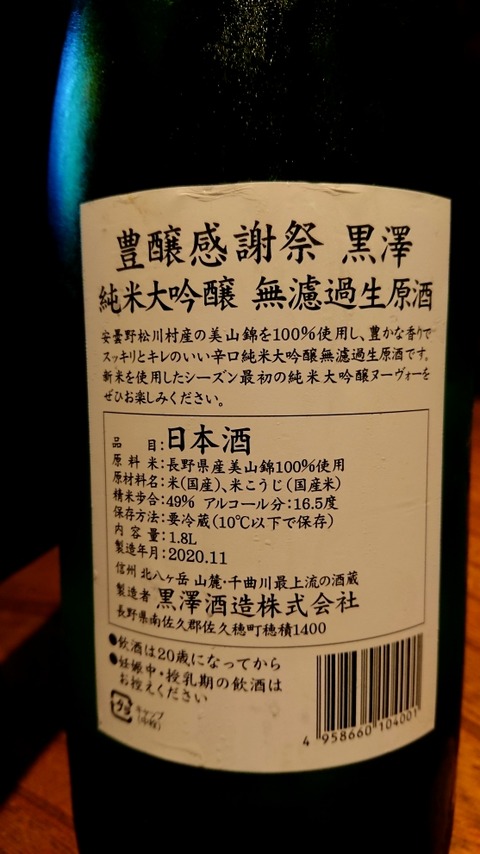 豊醸感謝祭 黒澤
純米大吟醸 無濾過生原酒
安曇野松川村産の美山錦を100%使用し、豊かな香りで
スッキリとキレのいい辛口純米大吟醸無濾過生原酒です。
新米を使用したシーズン最初の純米大吟醸ヌーヴォーを
ぜひお楽しみください。
品 目:日本酒
原 料 米:長野県産美山錦100%使用
原材料名:米(国産)、米こうじ(国産米)
精米歩合:49% アルコール分:16.5度
保存方法:要冷蔵(10℃以下で保存)
内 容 量:1.8L
製造年月:2020.11
信州 北八ヶ岳 山麓・千曲川最上流の酒蔵
製造者 黒澤酒造株式会社
長野県南佐久郡佐久穂町穂積1400
●飲酒は20歳になってから
●妊娠中・授乳期の飲酒は
お控えください
キャップ
(中栓)
4 958660 104001